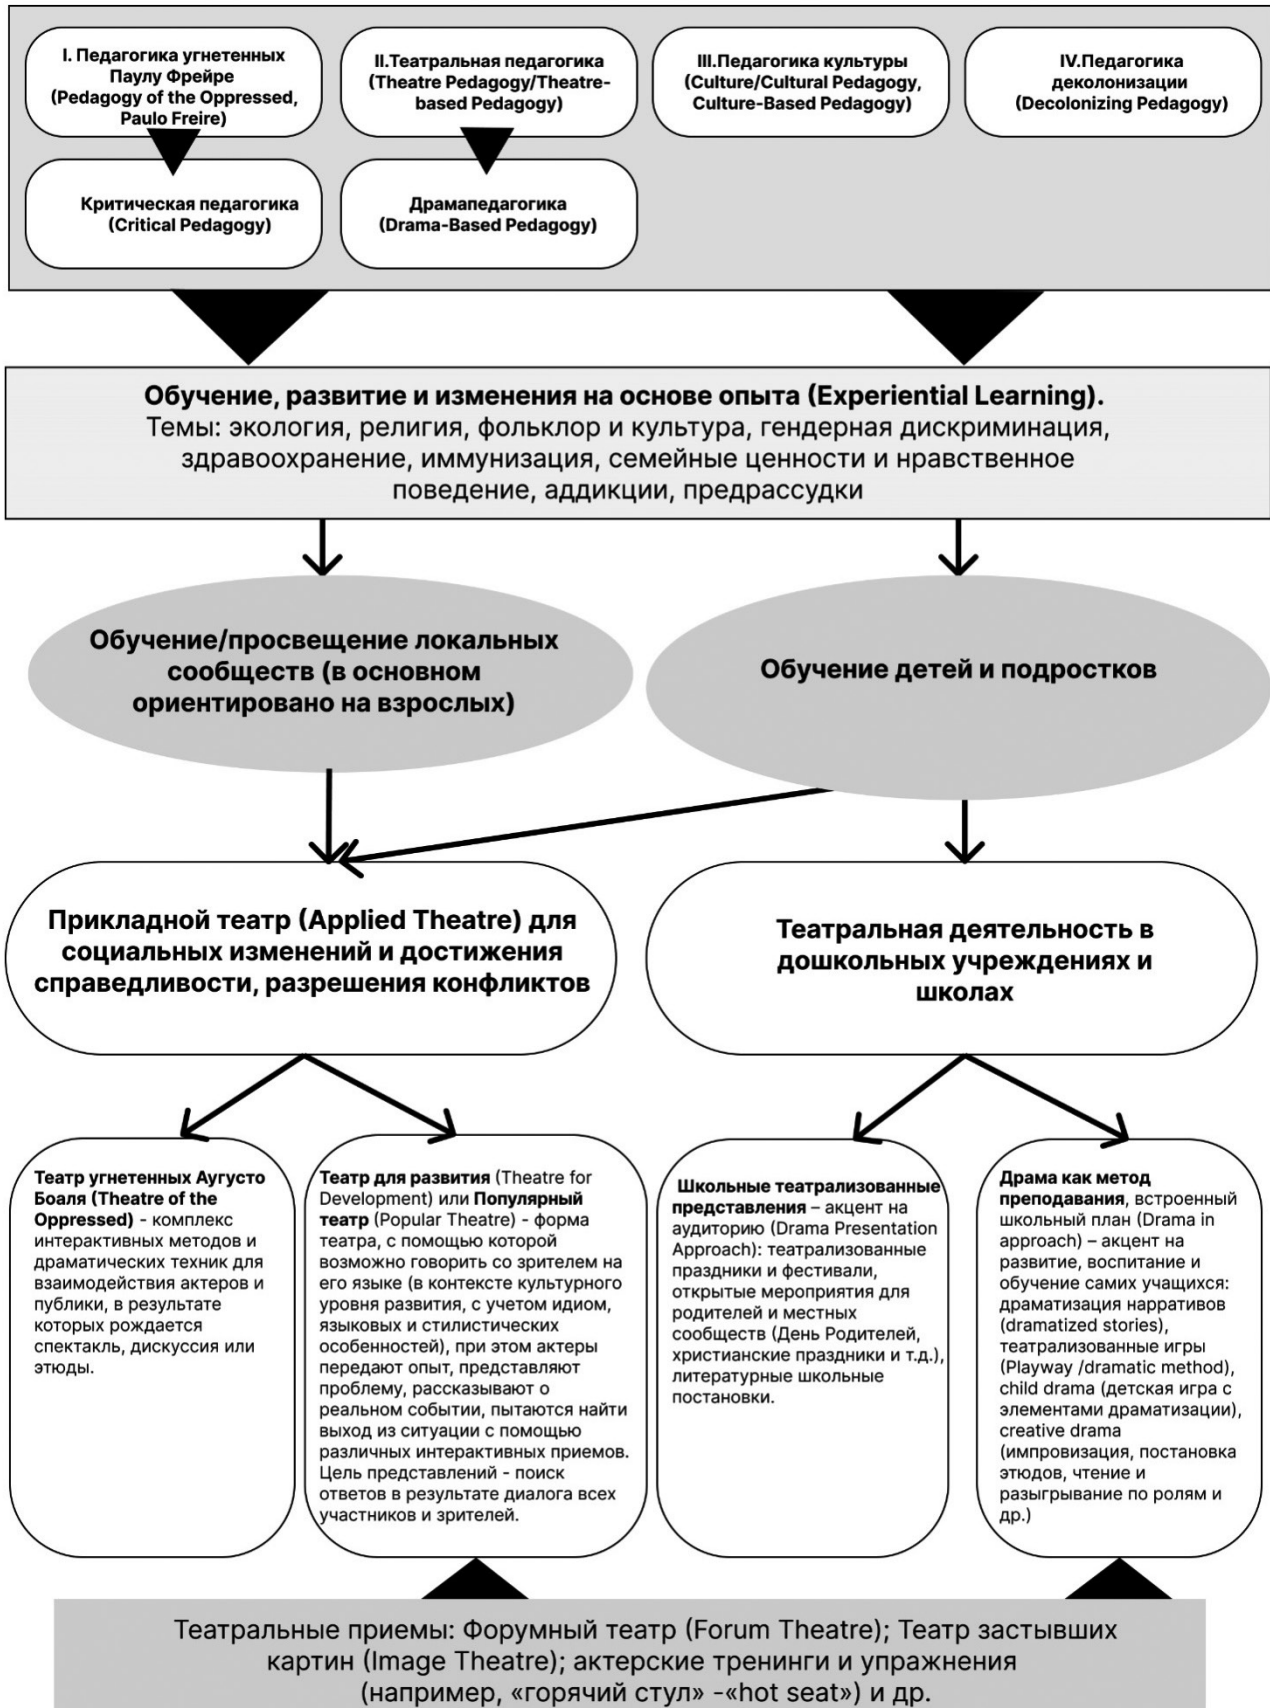 I. Педагогика угнетенных
Паулу Фрейре
(Pedagogy of the Oppressed,
Paulo Freire)
II.Театральная педагогика
(Theatre Pedagogy/Theatre-
based Pedagogy)
III.Педагогика культуры
(Culture/Cultural Pedagogy,
Culture-Based Pedagogy)
IV.Педагогика
деколонизации
(Decolonizing Pedagogy)
Критическая педагогика
(Critical Pedagogy)
Драмапедагогика
(Drama-Based Pedagogy)
Обучение, развитие и изменения на основе опыта (Experiential Learning).
Темы: экология, религия, фольклор и культура, гендерная дискриминация,
здравоохранение, иммунизация, семейные ценности и нравственное
поведение, аддикции, предрассудки
Обучение/просвещение локальных
сообществ (в основном
ориентировано на взрослых)
Обучение детей и подростков
Прикладной театр (Applied Theatre) для
социальных изменений и достижения
справедливости, разрешения конфликтов
Театральная деятельность в
дошкольных учреждениях и
школах
Театр угнетенных Аугусто
Боаля (Theatre of the
Oppressed) - комплекс
интерактивных методов и
драматических техник для
взаимодействия актеров и
публики, в результате
которых рождается
спектакль, дискуссия или
этюды.
Театр для развития (Theatre for
Development) или Популярный
театр (Popular Theatre) - форма
театра, с помощью которой
возможно говорить со зрителем на
его языке (в контексте культурного
уровня развития, с учетом идиом,
языковых и стилистических
особенностей), при этом актеры
передают опыт, представляют
проблему, рассказывают о
реальном событии, пытаются найти
выход из ситуации с помощью
различных интерактивных приемов.
Цель представлений - поиск
ответов в результате диалога всех
участников и зрителей.
Школьные театрализованные
представления – акцент на
аудиторию (Drama Presentation
Approach): театрализованные
праздники и фестивали,
открытые мероприятия для
родителей и местных
сообществ (День Родителей,
христианские праздники и т.д.),
литературные школьные
постановки.
Драма как метод
преподавания, встроенный
школьный план (Drama in
approach) – акцент на
развитие, воспитание и
обучение самих учащихся:
драматизация нарративов
(dramatized stories),
театрализованные игры
(Playway /dramatic method),
child drama (детская игра с
элементами драматизации),
creative drama
(импровизация, постановка
этюдов, чтение и
разыгрывание по ролям и
др.)
Театральные приемы: Форумный театр (Forum Theatre); Театр застывших
картин (Image Theatre); актерские тренинги и упражнения
(например, «горячий стул» -«hot seat») и др.